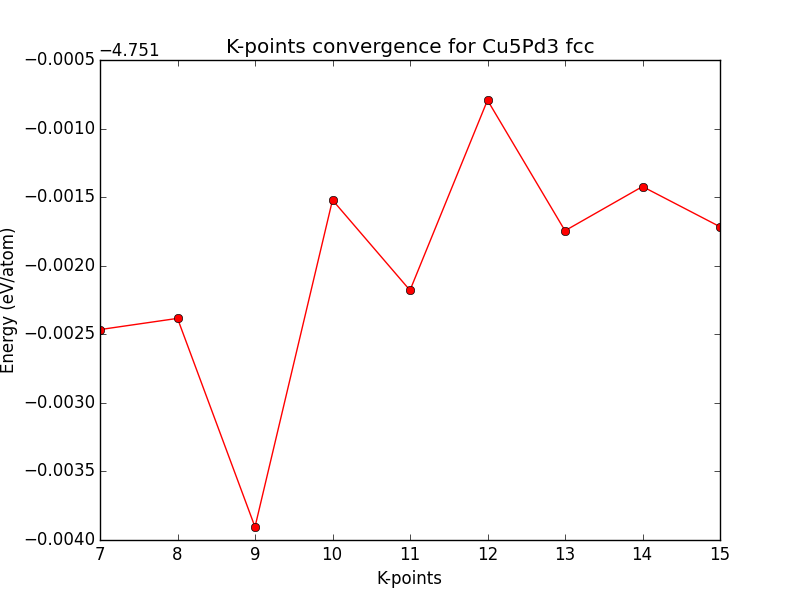 K-points convergence for Cu5Pd3 fcc
−4.751
−0.0005
−0.0010
−0.0015
−0.0020
−0.0025
−0.0030
−0.0035
−0.0040
Energy (eV/atom)
7 8 9 10 11 12 13 14 15
K-points